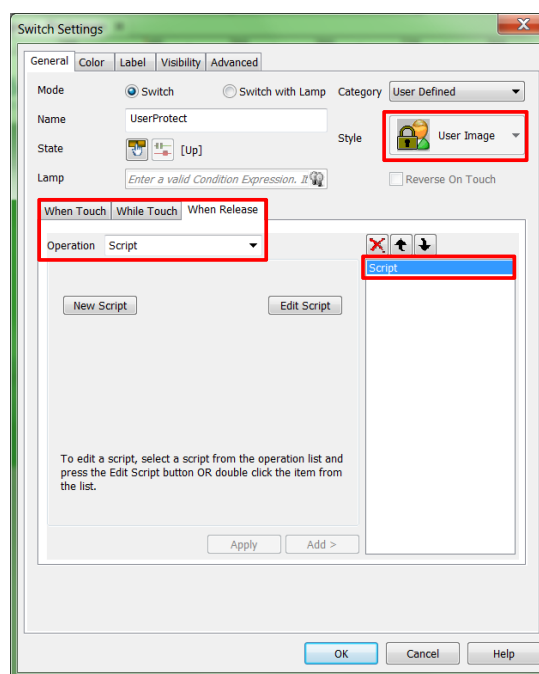 Switch Settings
General Color Label Visibility Advanced
Mode Switch Switch with Lamp Category User Defined
Name UserProtect
Style User Image
State [Up]
Lamp Enter a valid Condition Expression. It Reverse On Touch
When Touch While Touch When Release
Operation Script
Script
New Script Edit Script
To edit a script, select a script from the operation list and
press the Edit Script button OR double click the item from
the list.
Apply Add >
OK Cancel Help